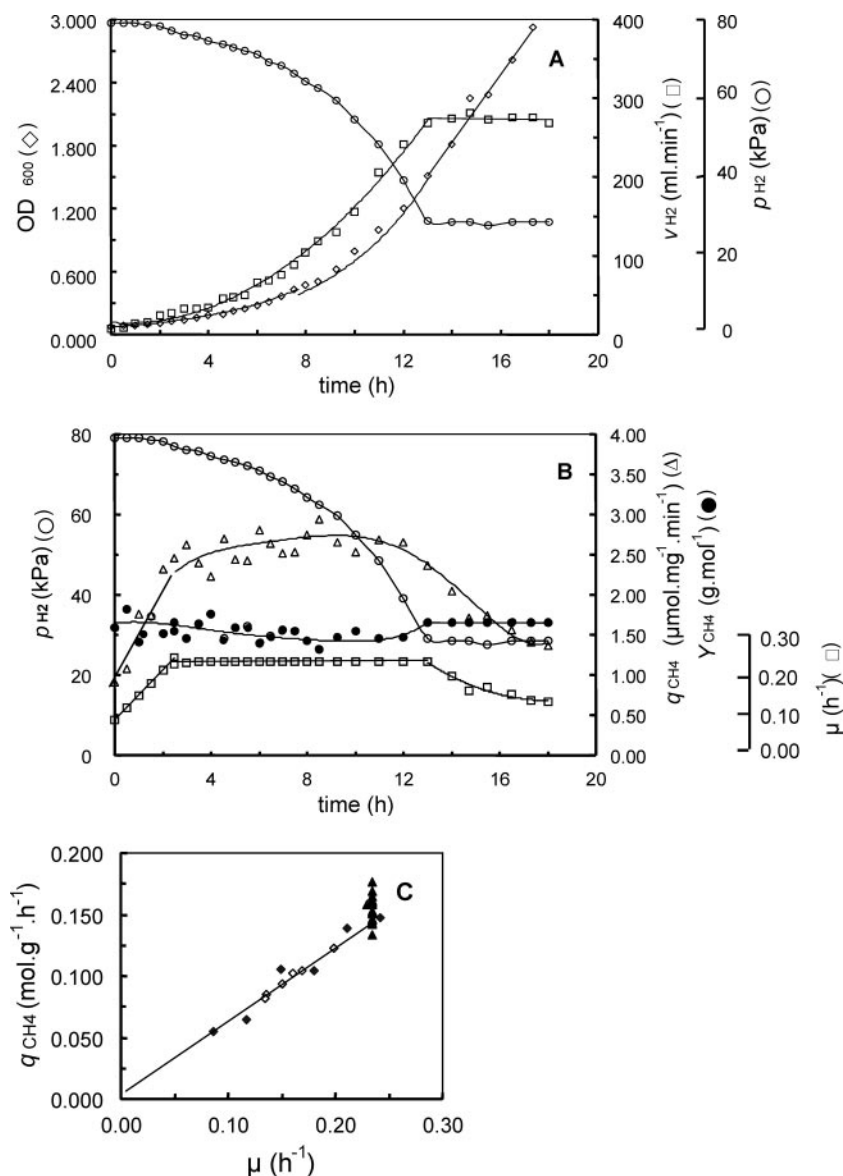 A
3.000
2.400
1.800
1.200
0.600
0.000
OD 600 (◇)
0 4 8 12 16 20
time (h)
400
300
200
100
0
v H2 (ml.min-1) (□)
80
60
40
20
0
p H2 (kPa) (○)
B
80
60
40
20
0
p H2 (kPa) (○)
0 4 8 12 16 20
time (h)
4.00
3.50
3.00
2.50
2.00
1.50
1.00
0.50
0.00
q CH4 (µmol.mg-1.min-1) (△)
Y CH4 (g.mol-1) (●)
0.30
0.20
0.10
0.00
µ (h-1) (□)
C
0.200
0.150
0.100
0.050
0.000
q CH4 (mol.g-1.h-1)
0.00 0.10 0.20 0.30
µ (h-1)